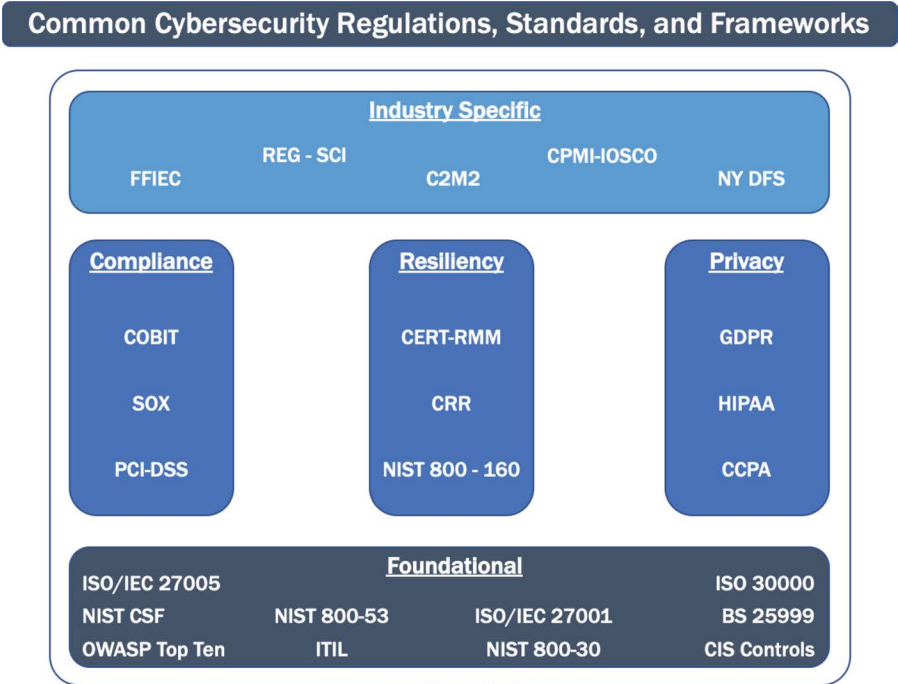 Common Cybersecurity Regulations, Standards, and Frameworks
Industry Specific
REG - SCI
CPMI-IOSCO
FFIEC
C2M2
NY DFS
Compliance
COBIT
SOX
PCI-DSS
Resiliency
CERT-RMM
CRR
NIST 800 - 160
Privacy
GDPR
HIPAA
CCPA
Foundational
ISO/IEC 27005
ISO 30000
NIST CSF
NIST 800-53
ISO/IEC 27001
BS 25999
OWASP Top Ten
ITIL
NIST 800-30
CIS Controls